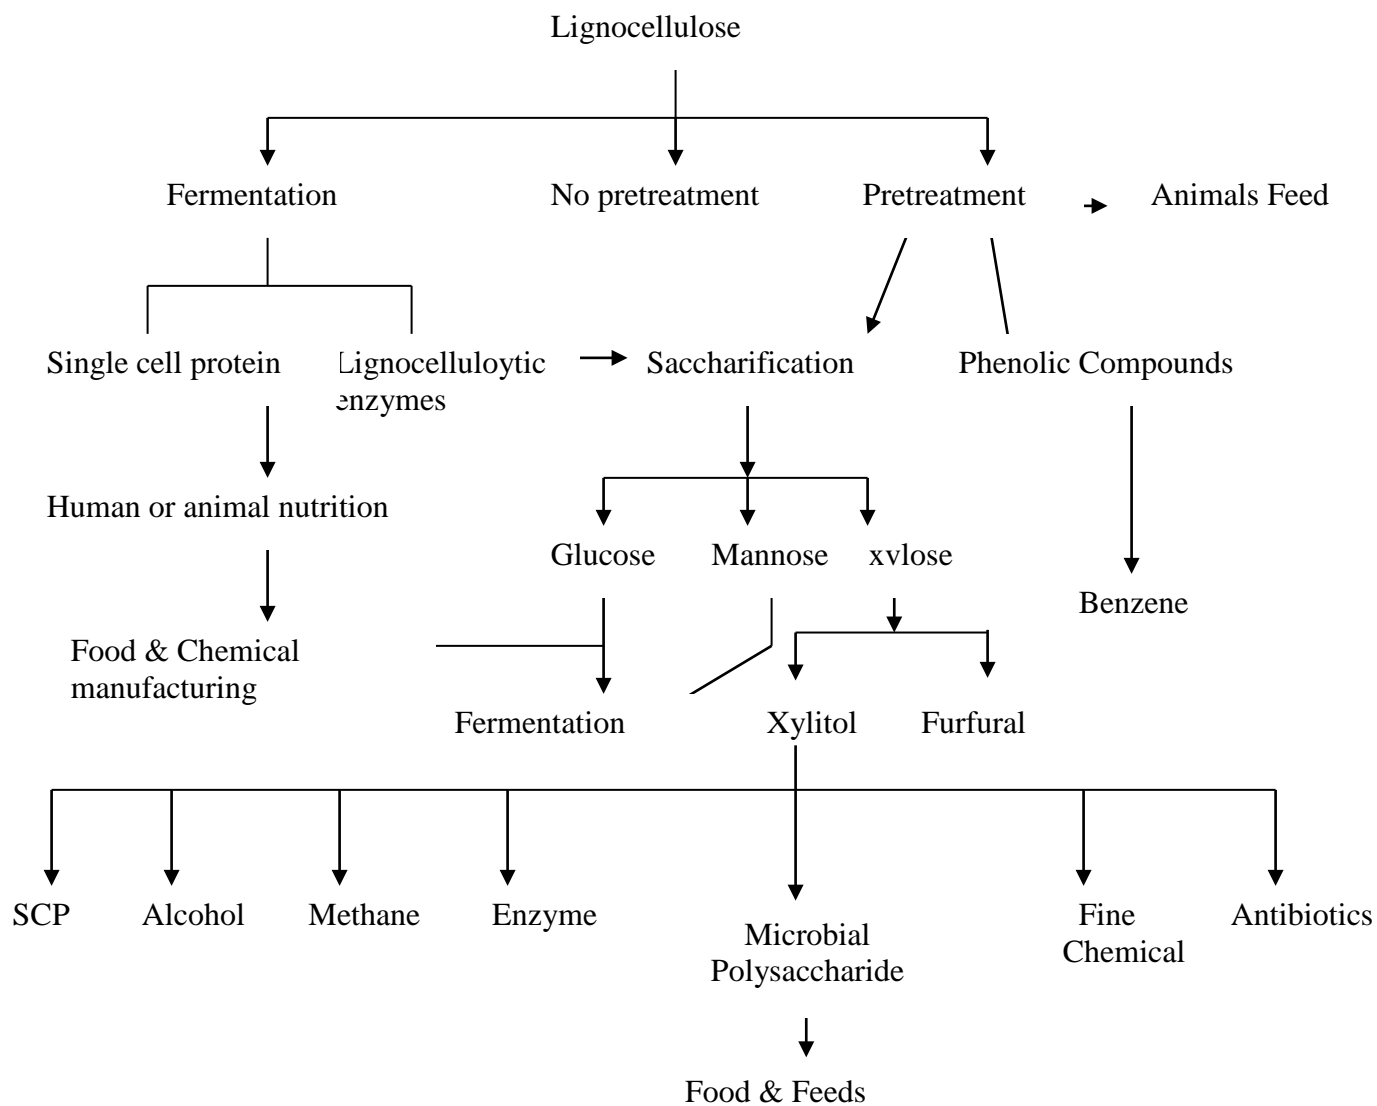 Lignocellulose
Fermentation
No pretreatment
Pretreatment
Animals Feed
Single cell protein
Lignocelluloytic
enzymes
Saccharification
Phenolic Compounds
Human or animal nutrition
Glucose
Mannose
xvlose
Benzene
Food & Chemical
manufacturing
Fermentation
Xylitol
Furfural
SCP
Alcohol
Methane
Enzyme
Microbial
Polysaccharide
Fine
Chemical
Antibiotics
Food & Feeds